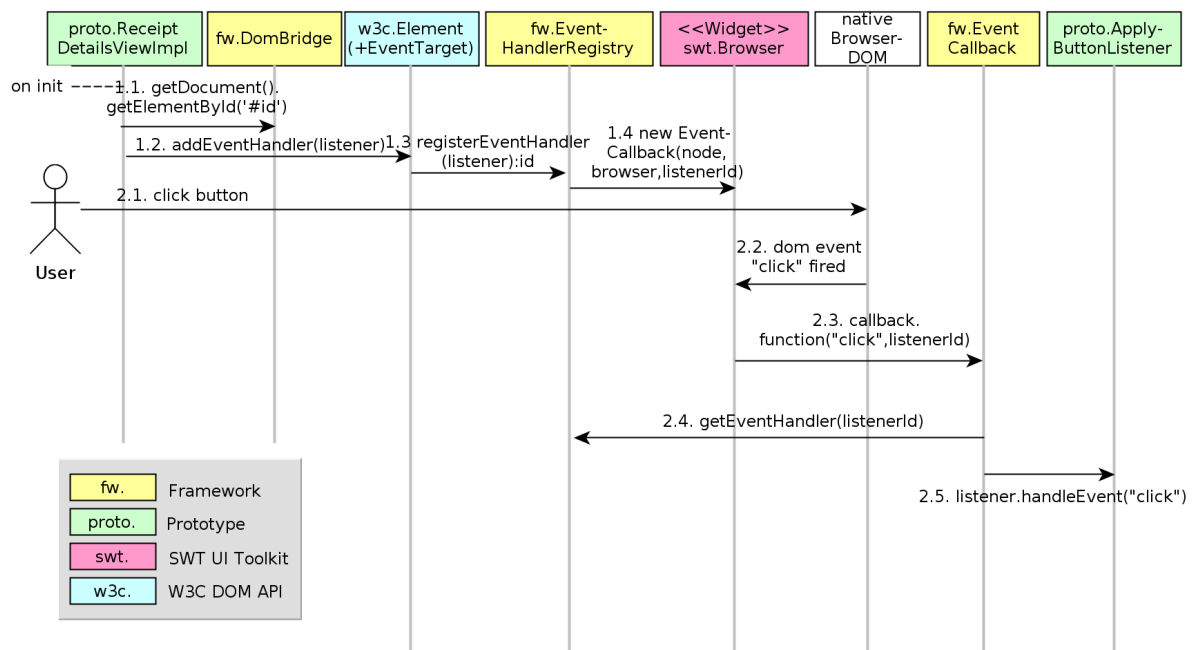 proto.Receipt
DetailsViewImpl
fw.DomBridge
w3c.Element
(+EventTarget)
fw.Event-
HandlerRegistry
<<Widget>>
swt.Browser
native
Browser-
DOM
fw.Event
Callback
proto.Apply-
ButtonListener
on init
1.1. getDocument().
getElementById('#id')
1.2. addEventHandler(listener)
1.3 registerEventHandler
(listener):id
1.4 new Event-
Callback(node,
browser,listenerId)
2.1. click button
User
2.2. dom event
"click" fired
2.3. callback.
function("click",listenerId)
2.4. getEventHandler(listenerId)
2.5. listener.handleEvent("click")
fw.
Framework
proto.
Prototype
swt.
SWT UI Toolkit
w3c.
W3C DOM API